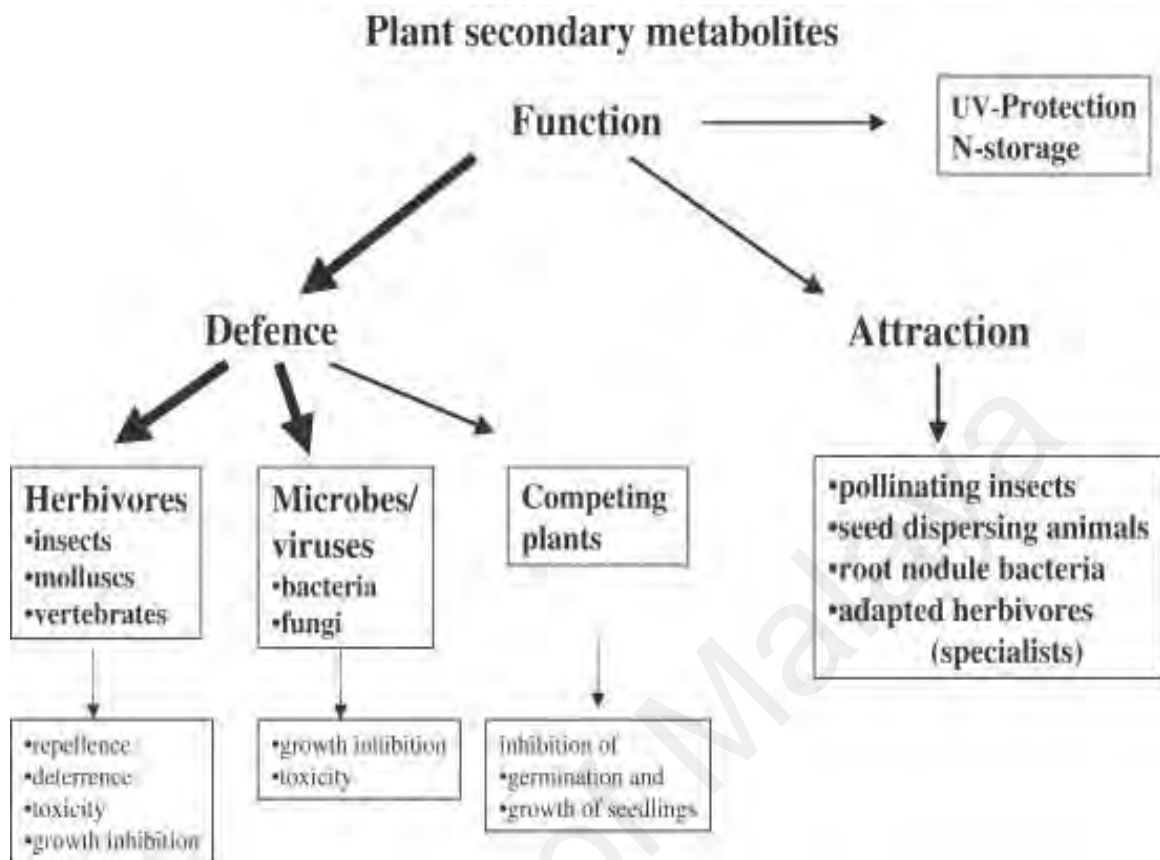 Plant secondary metabolites
Function
UV-Protection
N-storage
Defence
Attraction
Herbivores
•insects
•molluscs
•vertebrates
Microbes/
viruses
•bacteria
•fungi
Competing
plants
•pollinating insects
•seed dispersing animals
•root nodule bacteria
•adapted herbivores
(specialists)
•repellence
•deterrence
•toxicity
•growth inhibition
•growth inhibition
•toxicity
inhibition of
•germination and
•growth of seedlings
of Malaya